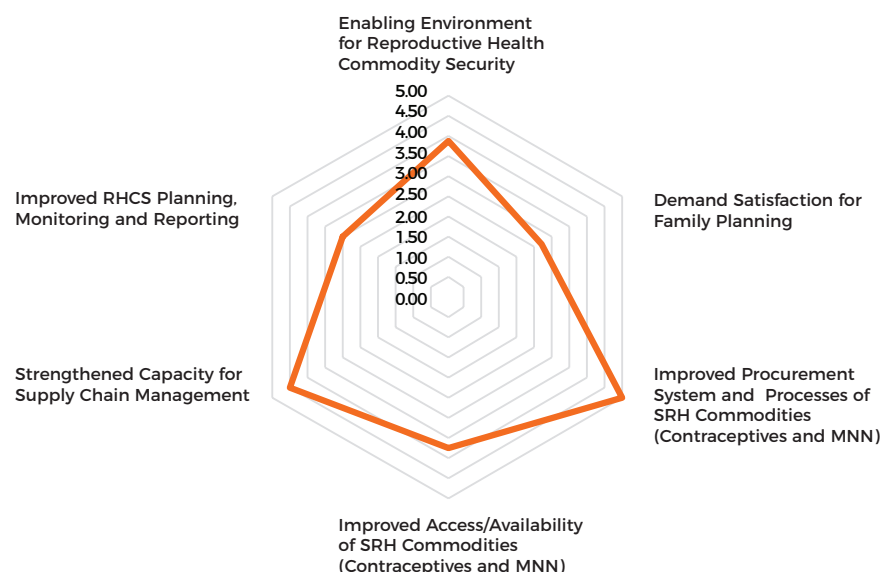 Enabling Environment
for Reproductive Health
Commodity Security
5.00
4.50
4.00
3.50
3.00
2.50
2.00
1.50
1.00
0.50
0.00
Demand Satisfaction for
Family Planning
Improved Procurement
System and Processes of
SRH Commodities
(Contraceptives and MNN)
Improved Access/Availability
of SRH Commodities
(Contraceptives and MNN)
Strengthened Capacity for
Supply Chain Management
Improved RHCS Planning,
Monitoring and Reporting